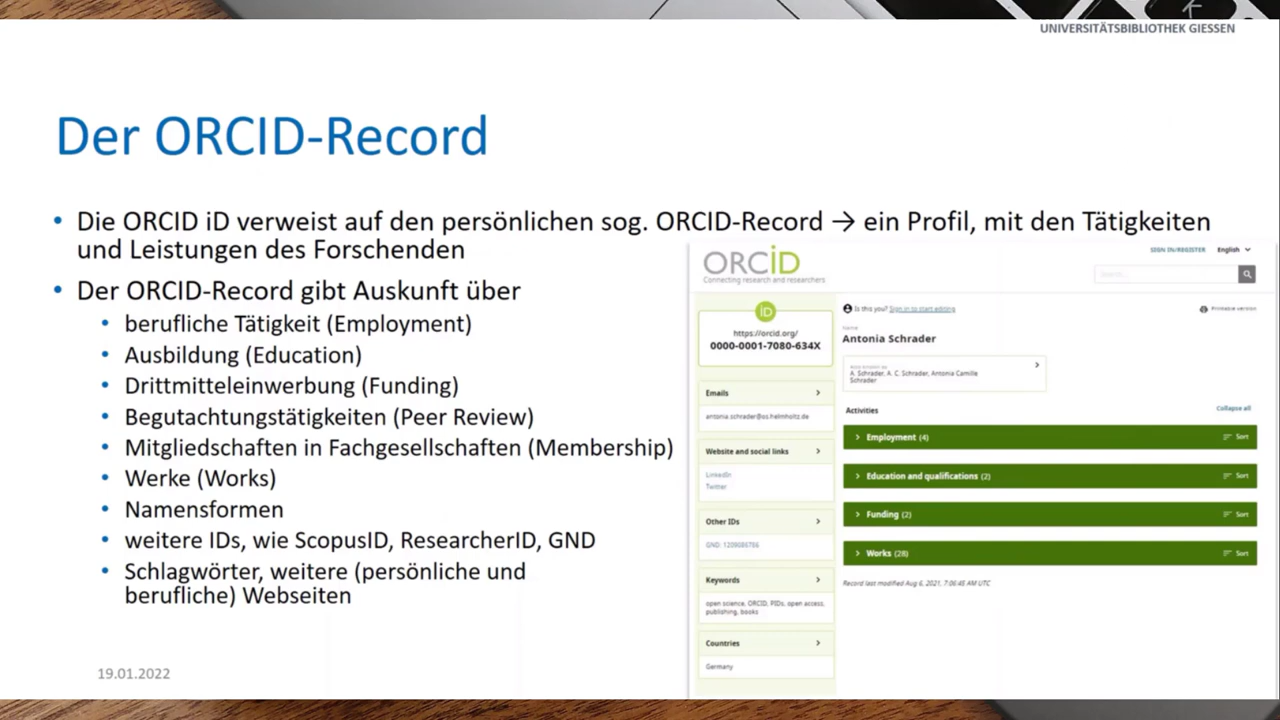 UNIVERSITÄTSBIBLIOTHEK GIESSEN
Der ORCID-Record
• Die ORCID iD verweist auf den persönlichen sog. ORCID-Record → ein Profil, mit den Tätigkeiten
und Leistungen des Forschenden
• Der ORCID-Record gibt Auskunft über
• berufliche Tätigkeit (Employment)
• Ausbildung (Education)
• Drittmitteleinwerbung (Funding)
• Begutachtungstätigkeiten (Peer Review)
• Mitgliedschaften in Fachgesellschaften (Membership)
• Werke (Works)
• Namensformen
• weitere IDs, wie ScopusID, ResearcherID, GND
• Schlagwörter, weitere (persönliche und
berufliche) Webseiten
19.01.2022
SIGN IN/REGISTER English
ORCID
Connecting research and researchers
Search...
iD
https://orcid.org/
0000-0001-7080-634X
Emails
antonia.schrader@os.helmholtz.de
Website and social links
LinkedIn
Twitter
Other IDs
GND: 1209086786
Keywords
open science, ORCID, PIDs, open access,
publishing, books
Countries
Germany
Is this you? Sign in to start editing
Printable version
Name
Antonia Schrader
Also known as
A. Schrader, A. C. Schrader, Antonia Camille
Schrader
Activities
Collapse all
Employment (4) Sort
Education and qualifications (2) Sort
Funding (2) Sort
Works (28) Sort
Record last modified Aug 6, 2021, 7:06:45 AM UTC